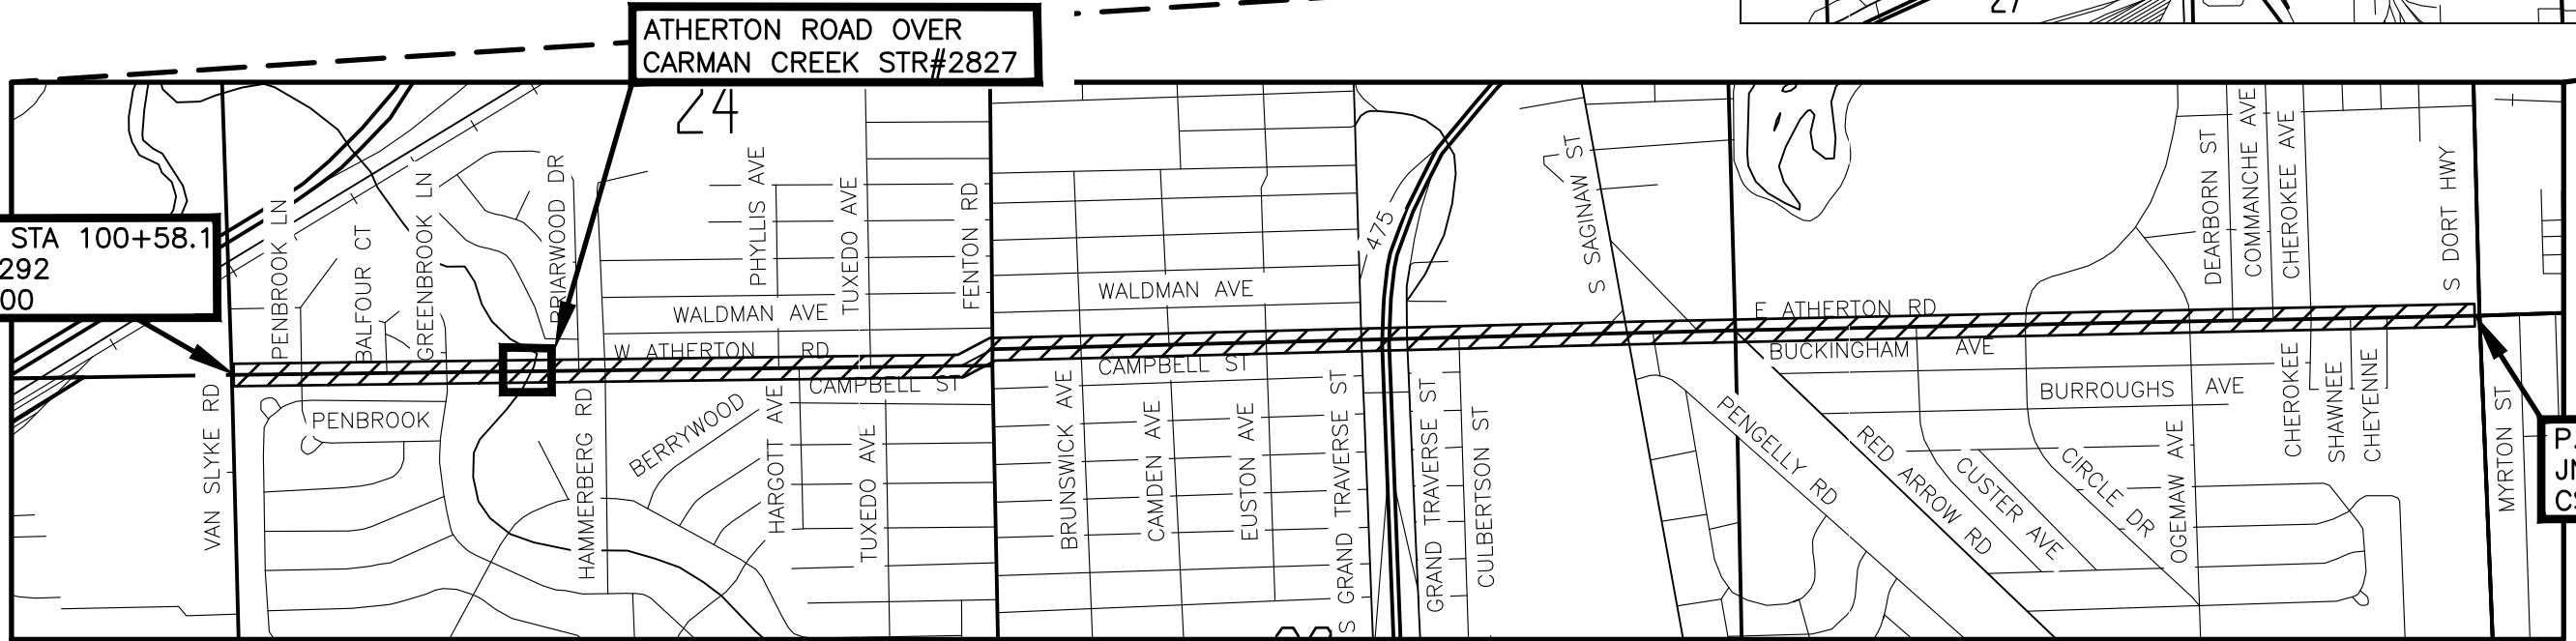 27
ATHERTON ROAD OVER
CARMAN CREEK STR#2827
24
STA 100+58.1
292
00
PENBROOK LN
BALFOUR CT
GREENBROOK LN
BRIARWOOD DR
PHYLLIS AVE
TUXEDO AVE
FENTON RD
WALDMAN AVE
WALDMAN AVE
475
S SAGINAW ST
DEARBORN ST
COMMANCHE AVE
CHEROKEE AVE
S DORT HWY
E ATHERTON RD
W ATHERTON RD
BUCKINGHAM AVE
CAMPBELL ST
CAMPBELL ST
BURROUGHS AVE
VAN SLYKE RD
PENBROOK
HAMMERBERG RD
BERRYWOOD
HARGOTT AVE
TUXEDO AVE
BRUNSWICK AVE
CAMDEN AVE
EUSTON AVE
S GRAND TRAVERSE ST
GRAND TRAVERSE ST
CULBERTSON ST
PENGELLY RD
RED ARROW RD
CUSTER AVE
CIRCLE DR
OGEMAW AVE
CHEROKEE
SHAWNEE
CHEYENNE
MYRTON ST